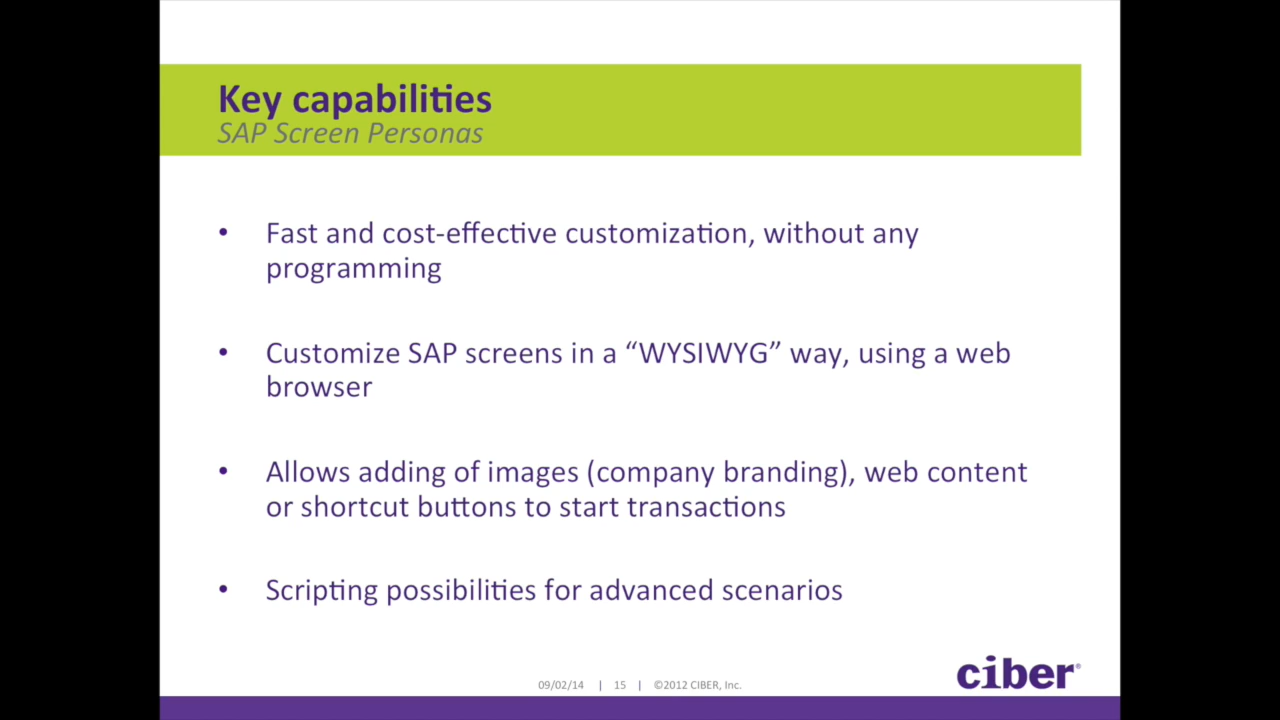 Key capabilities
SAP Screen Personas
• Fast and cost-effective customization, without any
programming
• Customize SAP screens in a “WYSIWYG” way, using a web
browser
• Allows adding of images (company branding), web content
or shortcut buttons to start transactions
• Scripting possibilities for advanced scenarios
ciber®
09/02/14 | 15 | ©2012 CIBER, Inc.